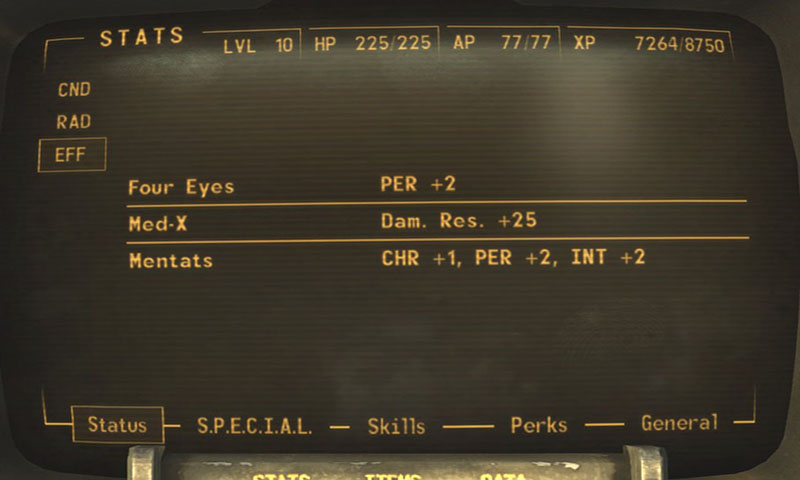 STATS LVL 10 HP 225/225 AP 77/77 XP 7264/8750
CND
RAD
EFF
Four Eyes PER +2
Med-X Dam. Res. +25
Mentats CHR +1, PER +2, INT +2
Status S.P.E.C.I.A.L. Skills Perks General
STATS ITEMS DATA